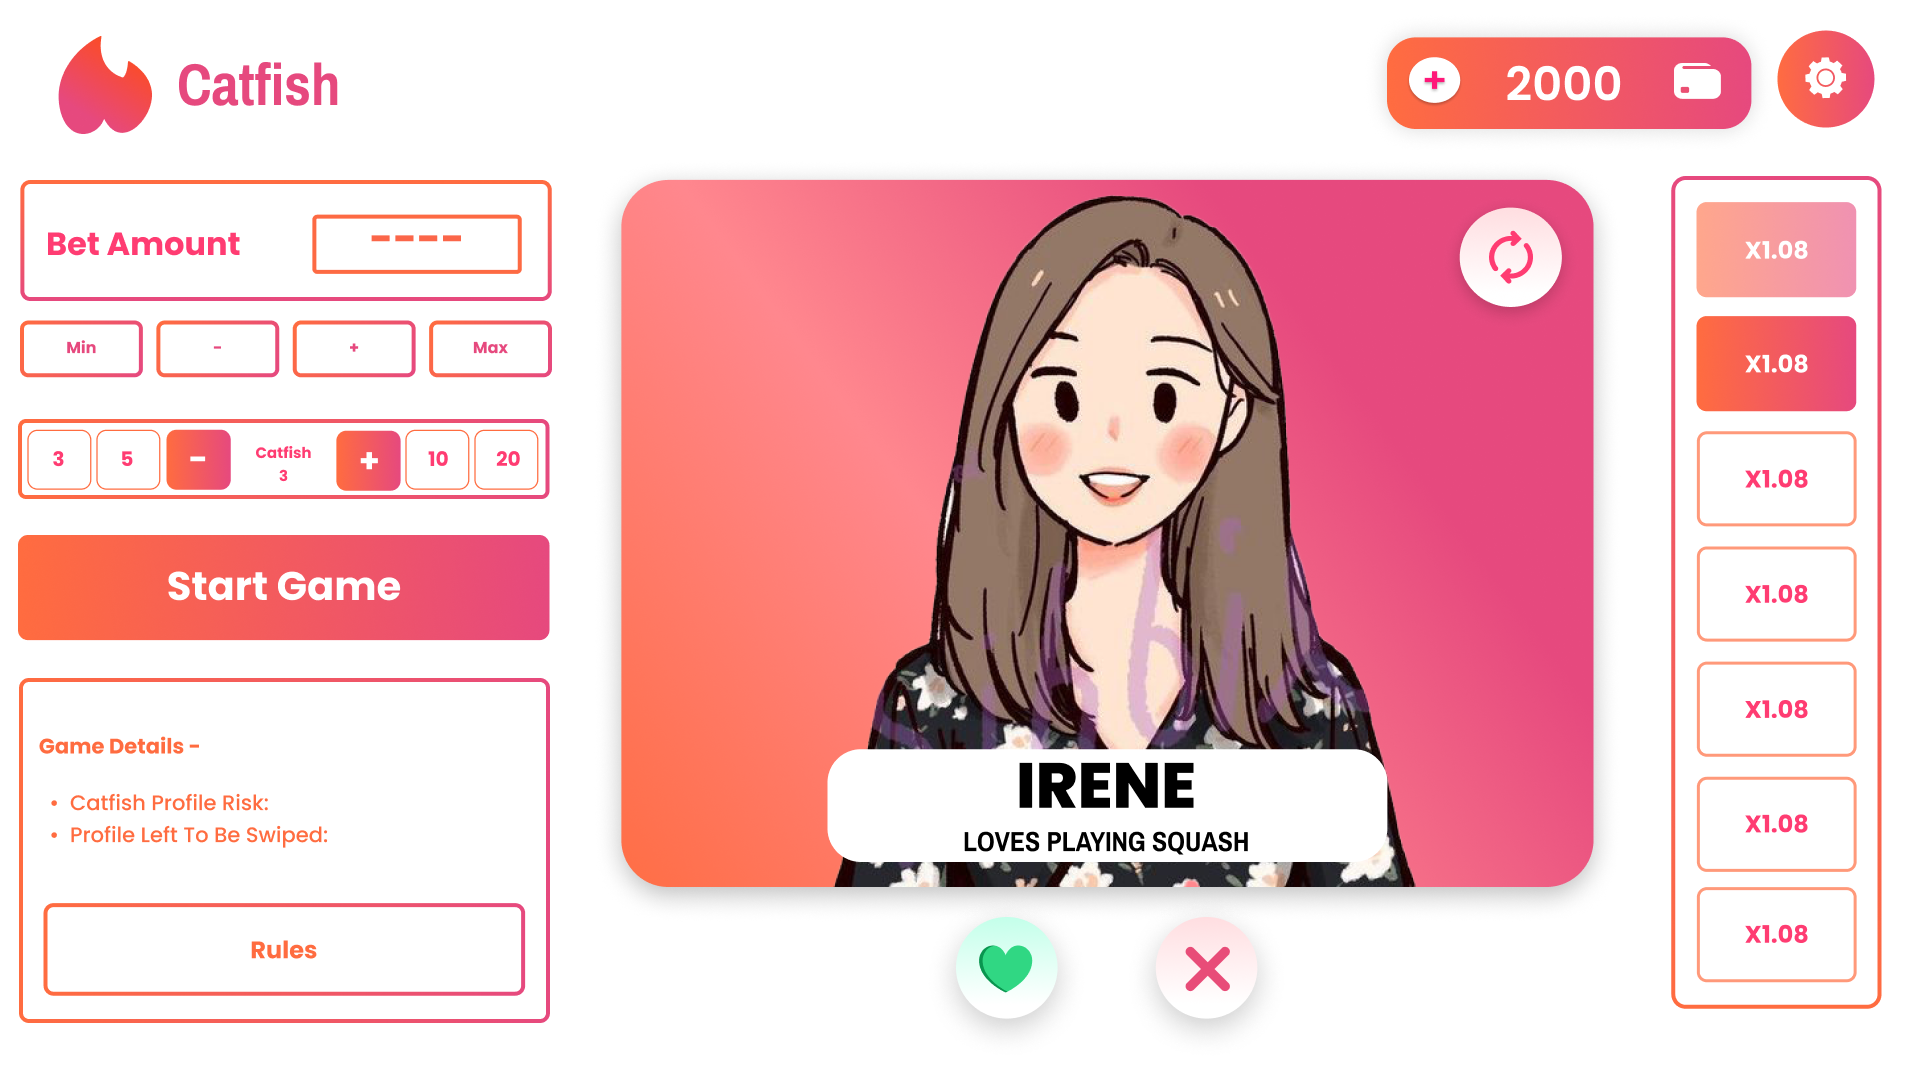 Catfish
+ 2000
Bet Amount
----
Min - + Max
3 5 - Catfish 3 + 10 20
Start Game
Game Details -
• Catfish Profile Risk:
• Profile Left To Be Swiped:
Rules
IRENE
LOVES PLAYING SQUASH
X1.08
X1.08
X1.08
X1.08
X1.08
X1.08
X1.08